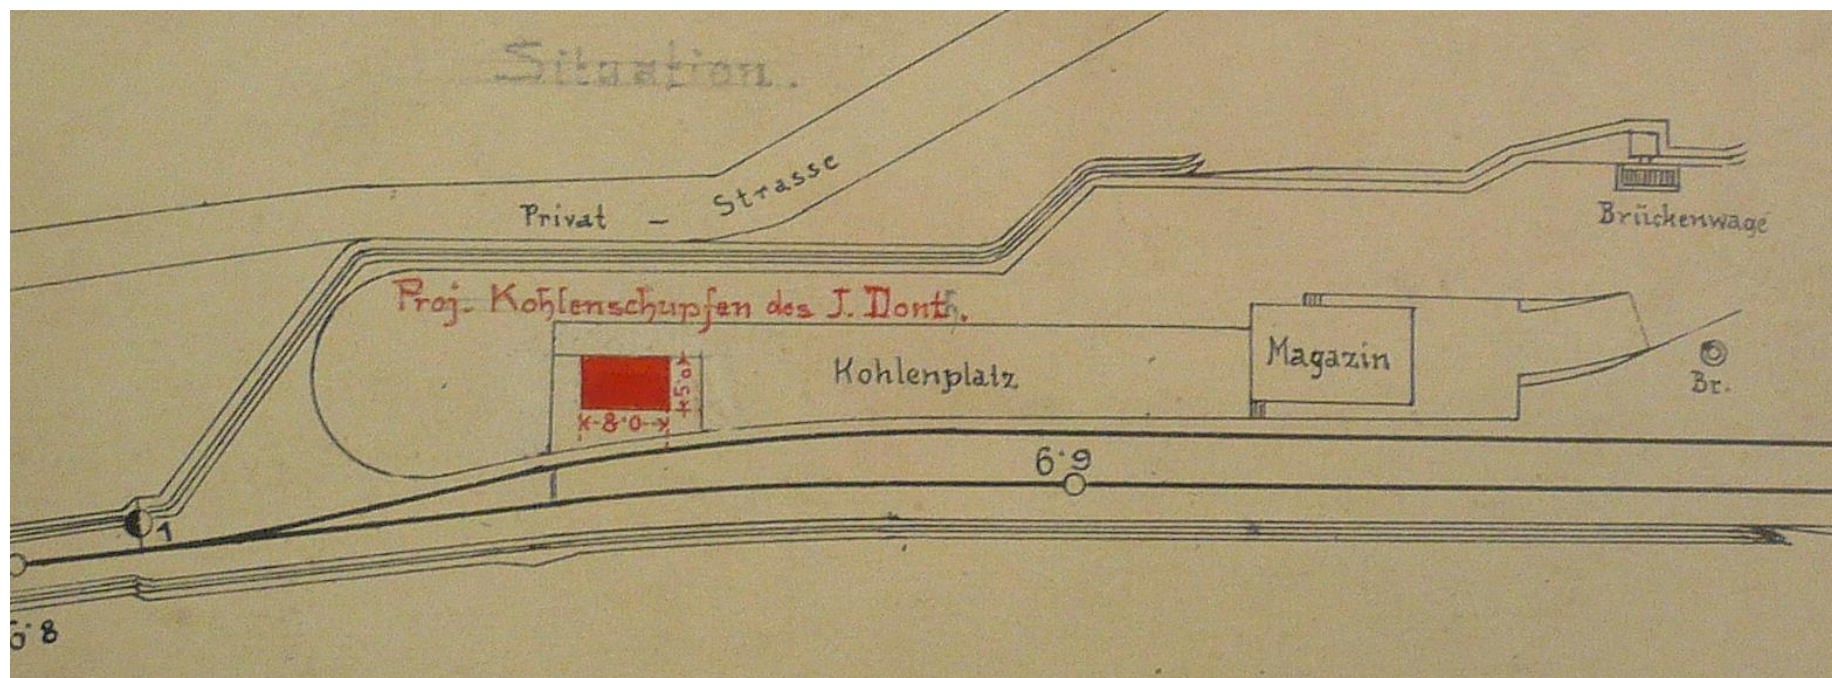 Situation.
Privat - Strasse
Brückenwage
Proj. Kohlenschupfen des J. Donth.
Magazin
Kohlenplatz
5.0
Br.
8.0
6.9
1
6.8